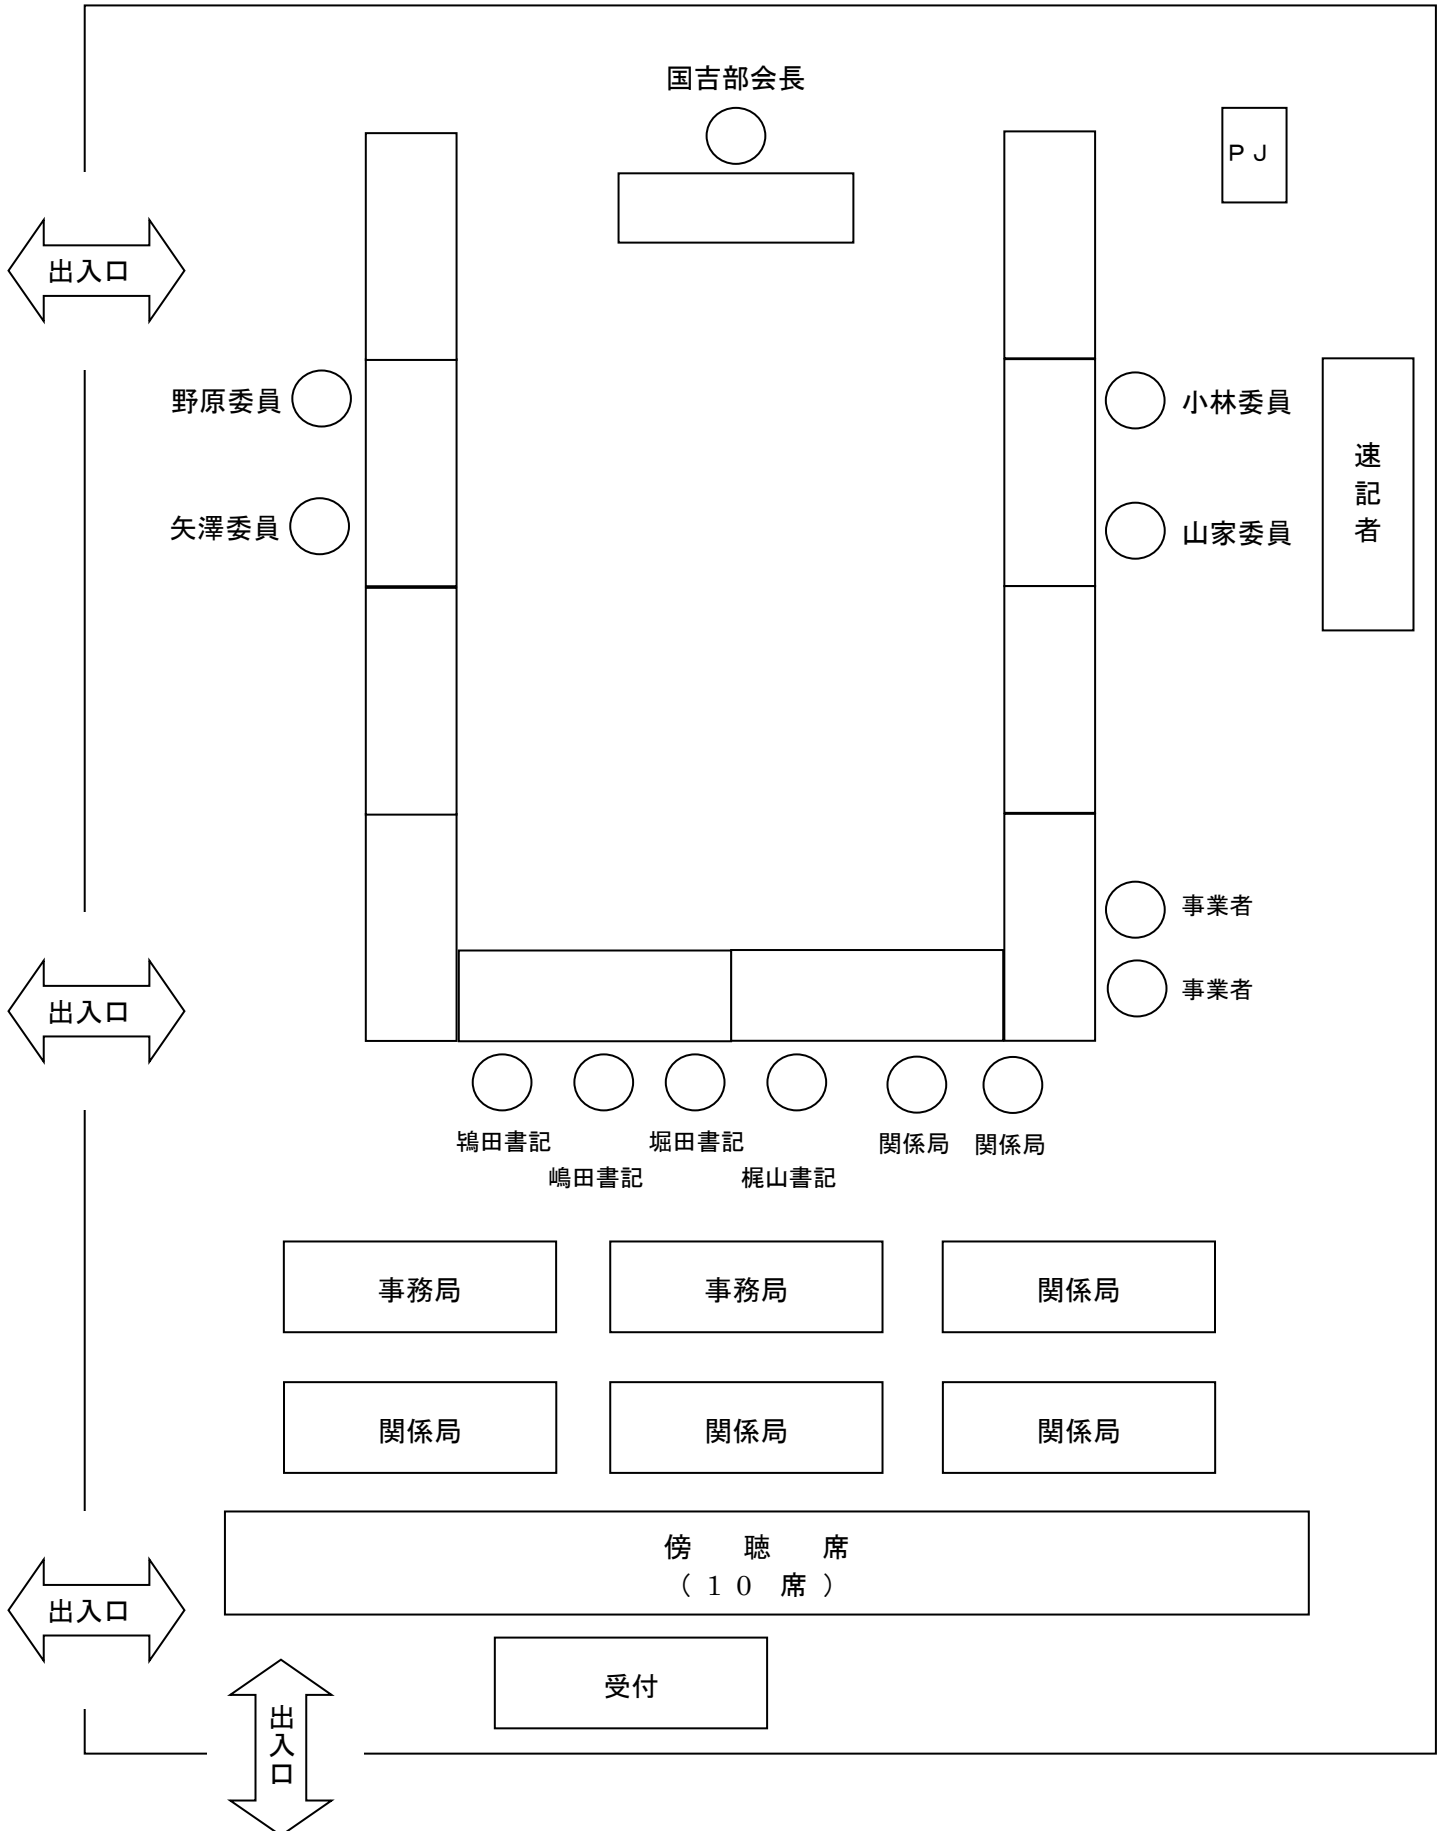 国吉部会長
ＰＪ
出入口
野原委員
小林委員
速記者
矢澤委員
山家委員
事業者
事業者
出入口
鴇田書記
堀田書記
関係局
関係局
嶋田書記
梶山書記
事務局
事務局
関係局
関係局
関係局
関係局
傍　聴　席
（１０ 席）
出入口
受付
出入口